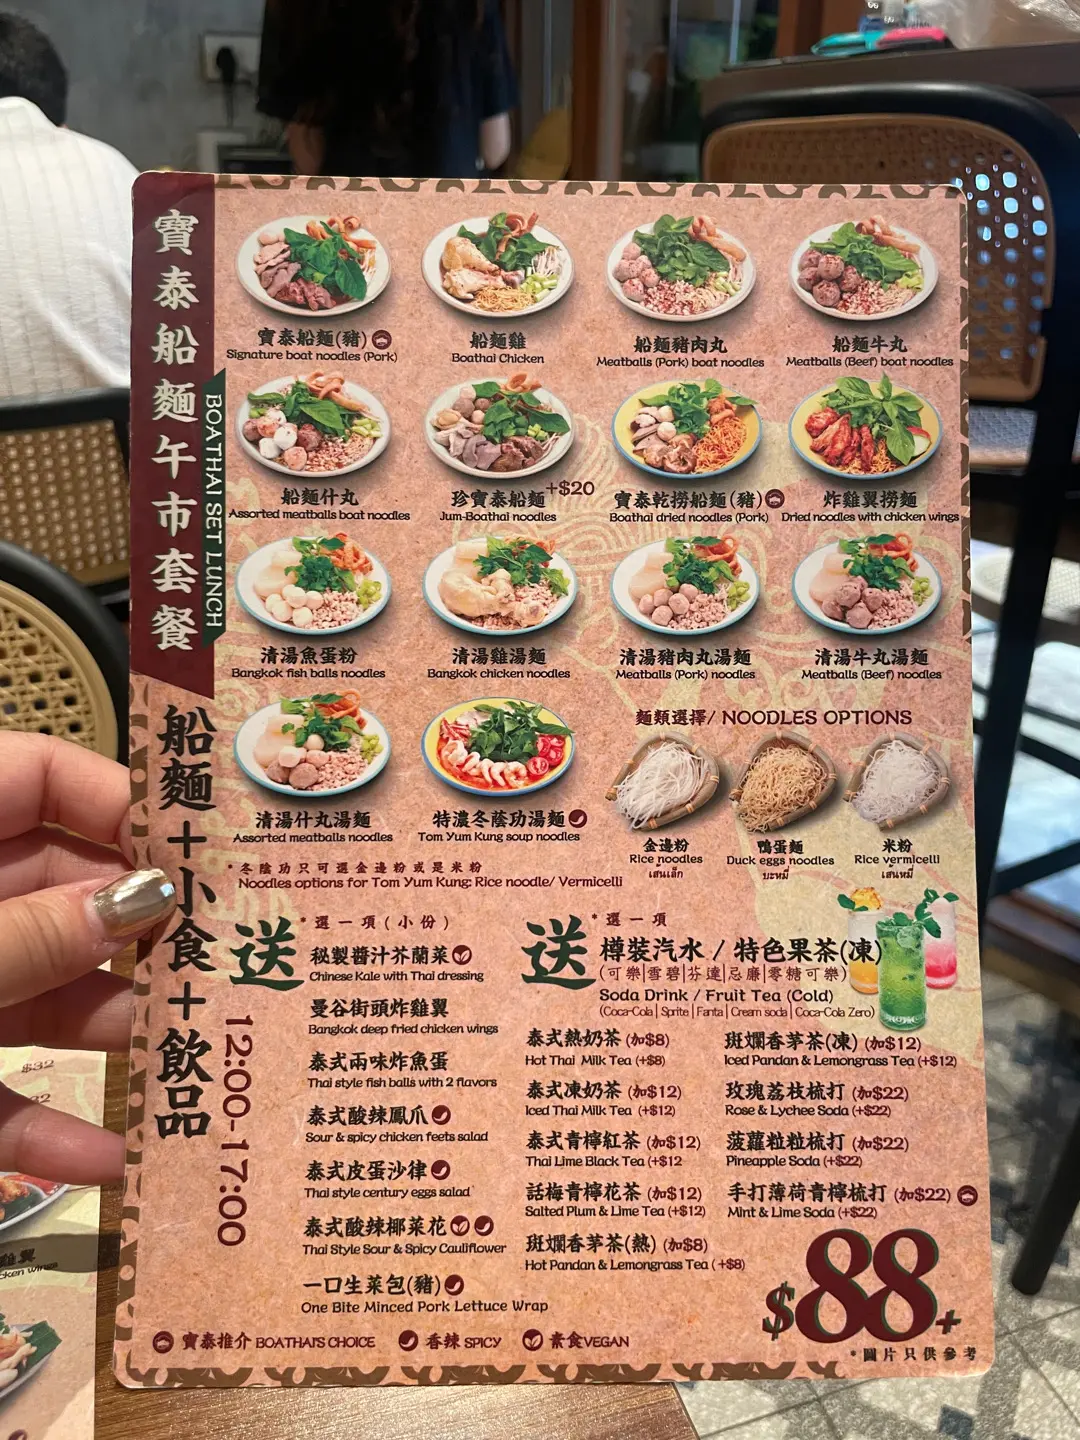 寶泰船麵午市套餐
BOATHAI SET LUNCH
船麵+小食+飲品
12:00-17:00
寶泰船麵(豬)
Signature boat noodles (Pork)
船麵雞
Boathai Chicken
船麵豬肉丸
Meatballs (Pork) boat noodles
船麵牛丸
Meatballs (Beef) boat noodles
船麵什丸
Assorted meatballs boat noodles
珍寶泰船麵+$20
Jum-Boathai noodles
寶泰乾撈船麵(豬)
Boathai dried noodles (Pork)
炸雞翼撈麵
Dried noodles with chicken wings
清湯魚蛋粉
Bangkok fish balls noodles
清湯雞湯麵
Bangkok chicken noodles
清湯豬肉丸湯麵
Meatballs (Pork) noodles
清湯牛丸湯麵
Meatballs (Beef) noodles
清湯什丸湯麵
Assorted meatballs noodles
特濃冬蔭功湯麵
Tom Yum Kung soup noodles
麵類選擇/ NOODLES OPTIONS
金邊粉
Rice noodles
เส้นเล็ก
鴨蛋麵
Duck eggs noodles
บะหมี่
米粉
Rice vermicelli
เส้นหมี่
*冬蔭功只可選金邊粉或是米粉
Noodles options for Tom Yum Kung: Rice noodle/ Vermicelli
送
*選一項(小份)
秘製醬汁芥蘭菜
Chinese Kale with Thai dressing
曼谷街頭炸雞翼
Bangkok deep fried chicken wings
泰式兩味炸魚蛋
Thai style fish balls with 2 flavors
泰式酸辣鳳爪
Sour & spicy chicken feets salad
泰式皮蛋沙律
Thai style century eggs salad
泰式酸辣椰菜花
Thai Style Sour & Spicy Cauliflower
一口生菜包(豬)
One Bite Minced Pork Lettuce Wrap
送
*選一項
樽裝汽水 / 特色果茶(凍)
(可樂|雪碧|芬達|忌廉|零糖可樂)
Soda Drink / Fruit Tea (Cold)
(Coca-Cola | Sprite | Fanta | Cream soda | Coca-Cola Zero)
泰式熱奶茶 (加$8)
Hot Thai Milk Tea (+$8)
泰式凍奶茶 (加$12)
Iced Thai Milk Tea (+$12)
泰式青檸紅茶 (加$12)
Thai Lime Black Tea (+$12
話梅青檸花茶 (加$12)
Salted Plum & Lime Tea (+$12)
斑斕香茅茶(熱) (加$8)
Hot Pandan & Lemongrass Tea (+$8)
斑斕香茅茶(凍) (加$12)
Iced Pandan & Lemongrass Tea (+$12)
玫瑰荔枝梳打 (加$22)
Rose & Lychee Soda (+$22)
菠蘿粒粒梳打 (加$22)
Pineapple Soda (+$22)
手打薄荷青檸梳打 (加$22)
Mint & Lime Soda (+$22)
$88+
*圖片只供參考
寶泰推介 BOATHAI'S CHOICE
香辣 SPICY
素食VEGAN
$32